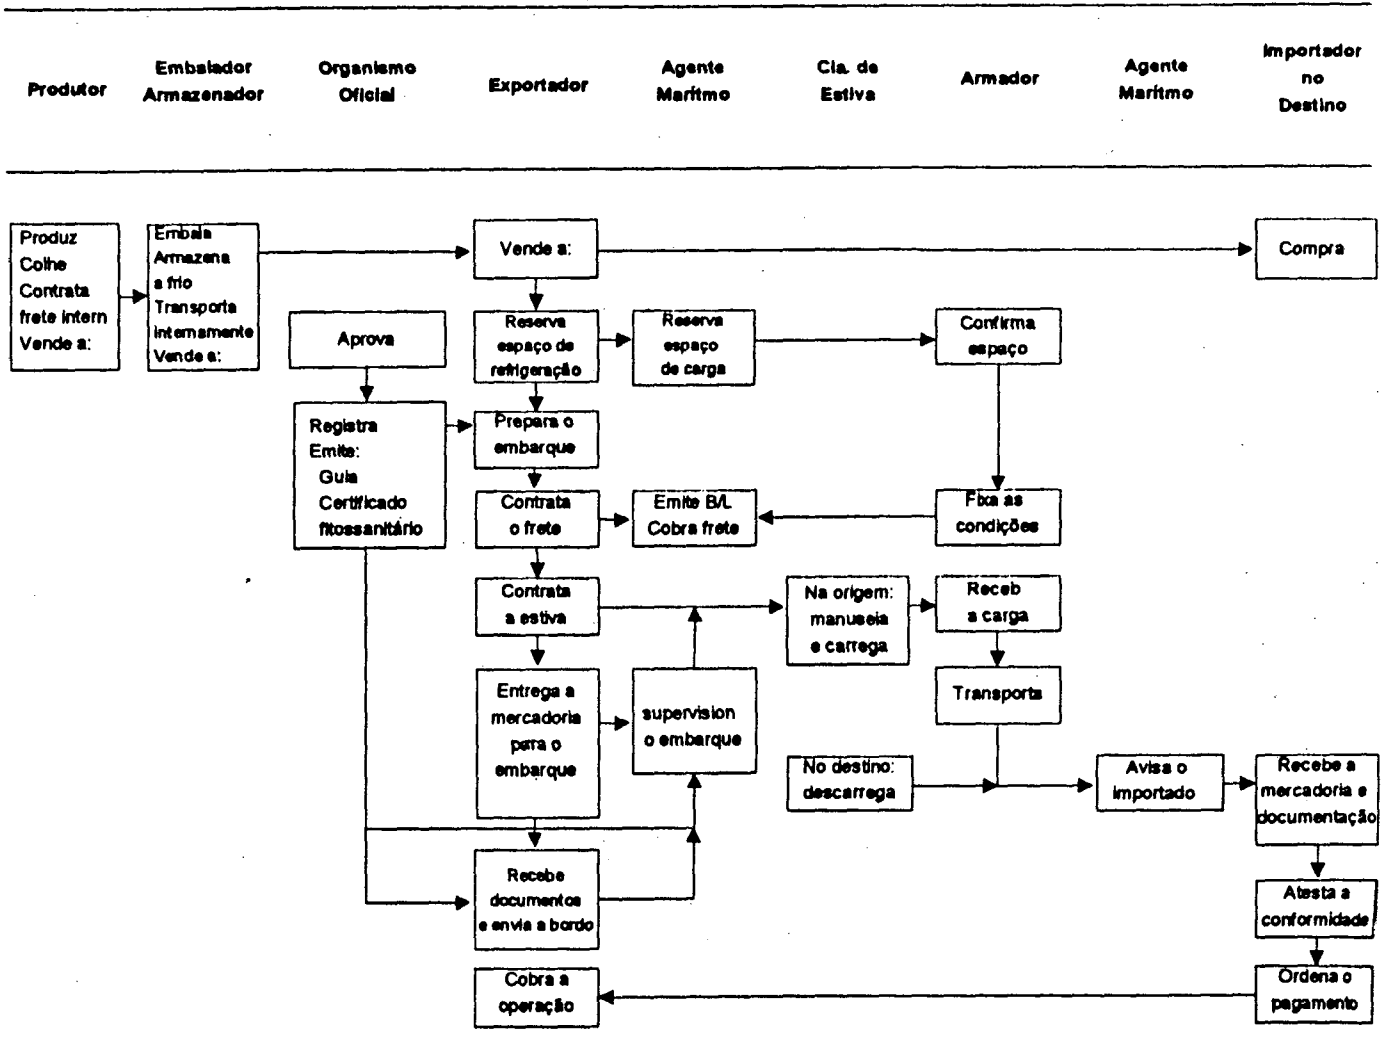 Produtor
Embalador
Armazenador
Organismo
Oficial
Exportador
Agente
Marítmo
Cia. de
Estiva
Armador
Agente
Marítmo
Importador
no
Destino
Produz
Colhe
Contrata
frete intern
Vende a:
Embala
Armazena
a frio
Transporta
internamente
Vende a:
Vende a:
Compra
Aprova
Reserva
espaço de
refrigeração
Reserva
espaço
de carga
Confirma
espaço
Registra
Emite:
Guia
Certificado
fitossanitário
Prepara o
embarque
Contrata
o frete
Emite B/L
Cobra frete
Fixa as
condições
Contrata
a estiva
Na origem:
manuseia
e carrega
Receb
a carga
Entrega a
mercadoria
para o
embarque
supervision
o embarque
Transporta
No destino:
descarrega
Avisa o
importado
Recebe a
mercadoria e
documentação
Recebe
documentos
e envia a bordo
Atesta a
conformidade
Cobra a
operação
Ordena o
pagamento